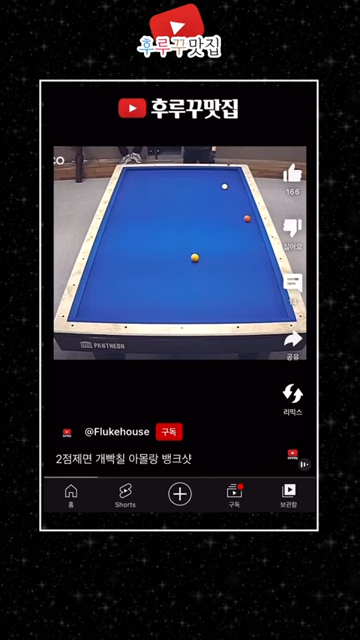 후루꾸맛집
후루꾸맛집
CO
166
싫어요
공유
리믹스
PANTHEON
@Flukehouse
구독
2점제면 개빡칠 아몰랑 뱅크샷
홈
Shorts
구독
보관함